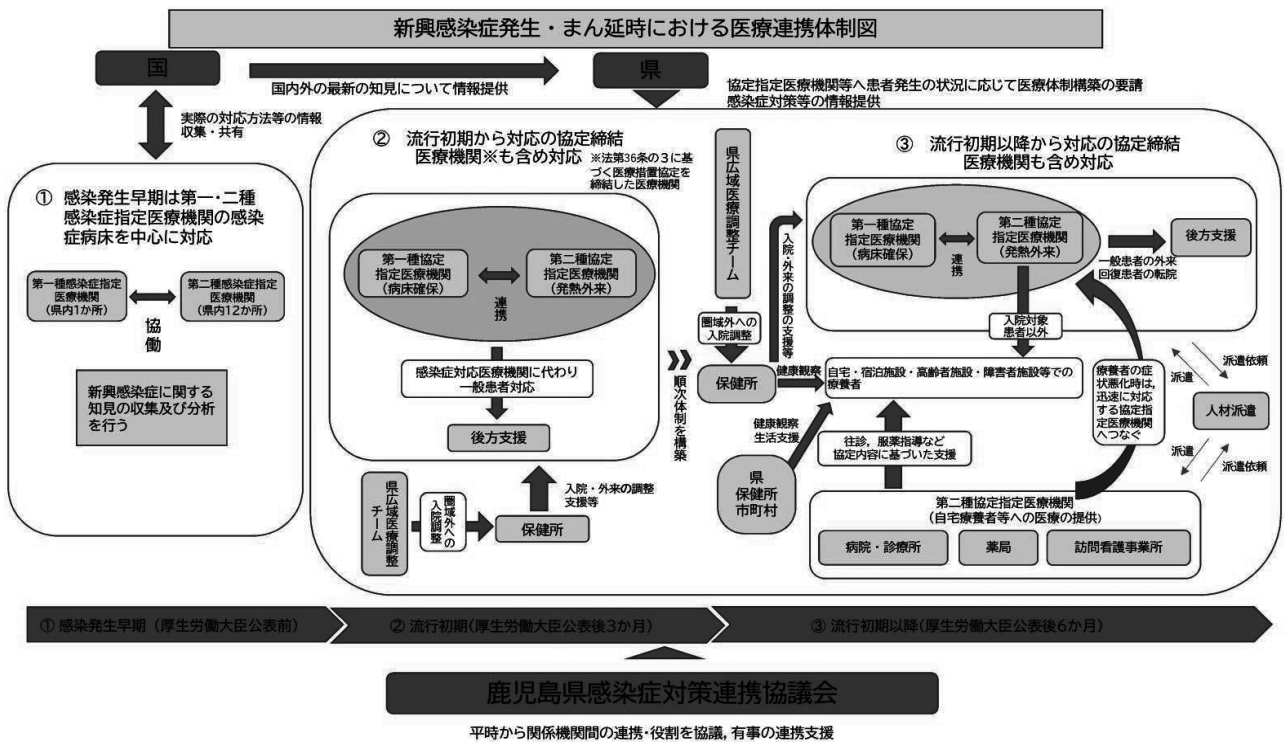 新興感染症発生・まん延時における医療連携体制図
国
県
国内外の最新の知見について情報提供
協定指定医療機関等へ患者発生の状況に応じて医療体制構築の要請
感染症対策等の情報提供
実際の対応方法等の情報
収集・共有
① 感染発生早期は第一・二種
感染症指定医療機関の感染
症病床を中心に対応
第一種感染症指定
医療機関
(県内1か所)
第二種感染症指定
医療機関
(県内12か所)
協
働
新興感染症に関する
知見の収集及び分析
を行う
② 流行初期から対応の協定締結
医療機関※も含め対応
※法第36条の3に基
づく医療措置協定を
締結した医療機関
第一種協定
指定医療機関
(病床確保)
第二種協定
指定医療機関
(発熱外来)
連携
感染症対応医療機関に代わり
一般患者対応
後方支援
入院・外来の調整
支援等
県広域医療調整
チーム
圏域外への
入院調整
保健所
順次体制を構築
県広域医療調整チーム
圏域外への
入院調整
保健所
入院・外来の調整の支援等
③ 流行初期以降から対応の協定締結
医療機関も含め対応
第一種協定
指定医療機関
(病床確保)
連携
第二種協定
指定医療機関
(発熱外来)
後方支援
一般患者の外来
回復患者の転院
入院対象
患者以外
健康観察
自宅・宿泊施設・高齢者施設・障害者施設等での
療養者
健康観察
生活支援
県
保健所
市町村
往診，服薬指導など
協定内容に基づいた支援
療養者の症
状悪化時は，
迅速に対応
する協定指
定医療機関
へつなぐ
派遣
派遣依頼
人材派遣
派遣
派遣依頼
第二種協定指定医療機関
(自宅療養者等への医療の提供)
病院・診療所
薬局
訪問看護事業所
① 感染発生早期 (厚生労働大臣公表前)
② 流行初期(厚生労働大臣公表後3か月)
③ 流行初期以降(厚生労働大臣公表後6か月)
鹿児島県感染症対策連携協議会
平時から関係機関間の連携・役割を協議，有事の連携支援